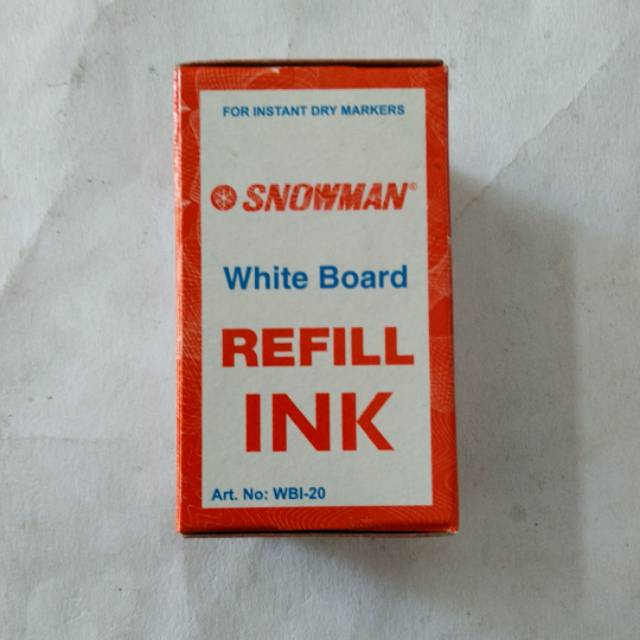 FOR INSTANT DRY MARKERS
SNOWMAN®
White Board
REFILL
INK
Art. No: WBI-20